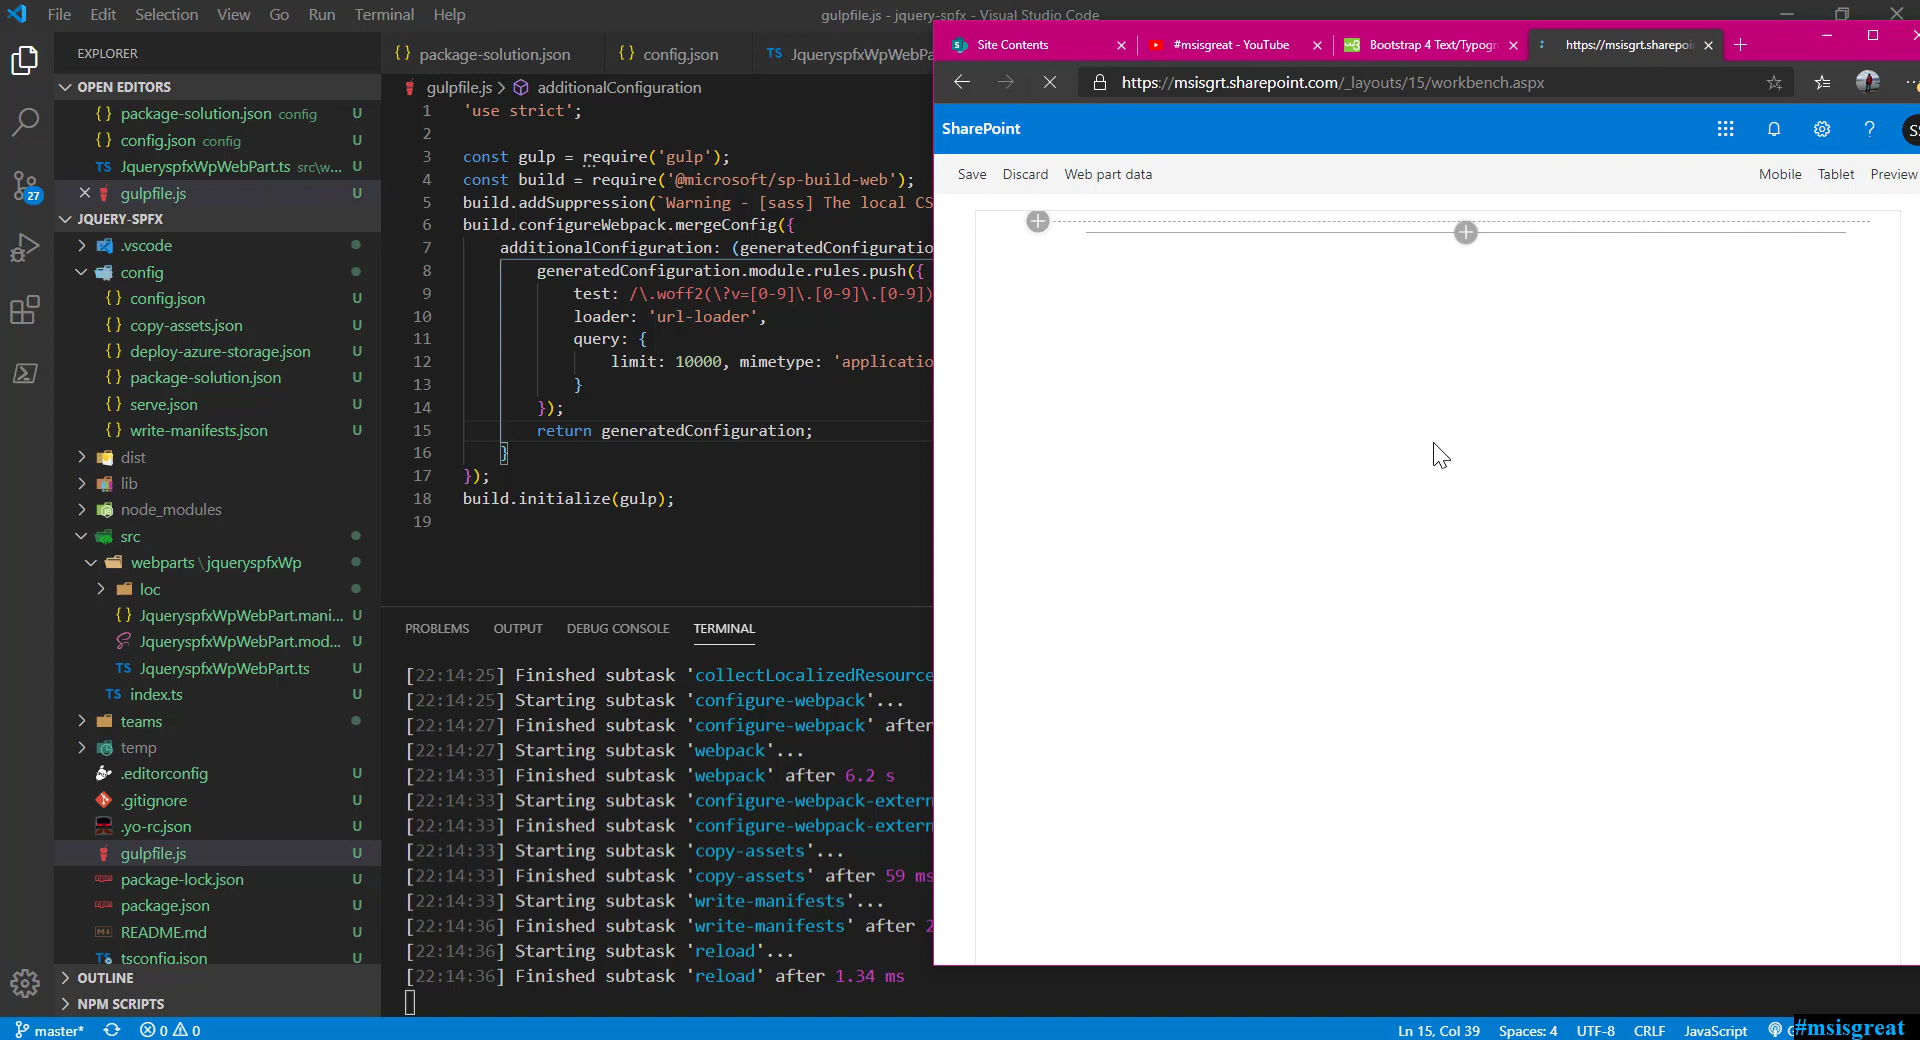 File Edit Selection View Go Run Terminal Help
gulpfile.js - jquery-spfx - Visual Studio Code
EXPLORER
OPEN EDITORS
package-solution.json config U
config.json config U
TS JqueryspfxWpWebPart.ts src\w... U
gulpfile.js U
JQUERY-SPFX
.vscode
config
config.json U
copy-assets.json U
deploy-azure-storage.json U
package-solution.json U
serve.json U
write-manifests.json U
dist
lib
node_modules
src
webparts\jqueryspfxWp
loc
JqueryspfxWpWebPart.mani... U
JqueryspfxWpWebPart.mod... U
TS JqueryspfxWpWebPart.ts U
TS index.ts U
teams
temp
.editorconfig U
.gitignore U
.yo-rc.json U
gulpfile.js U
package-lock.json U
package.json U
README.md U
tsconfig.json U
OUTLINE
NPM SCRIPTS
27
package-solution.json
config.json
TS JqueryspfxWpWebPa
gulpfile.js > additionalConfiguration
1 'use strict';
2
3 const gulp = require('gulp');
4 const build = require('@microsoft/sp-build-web');
5 build.addSuppression(`Warning - [sass] The local CS
6 build.configureWebpack.mergeConfig({
7 additionalConfiguration: (generatedConfiguratio
8 generatedConfiguration.module.rules.push({
9 test: /\.woff2(\?v=[0-9]\.[0-9]\.[0-9])
10 loader: 'url-loader',
11 query: {
12 limit: 10000, mimetype: 'applicatio
13 }
14 });
15 return generatedConfiguration;
16 }
17 });
18 build.initialize(gulp);
19
PROBLEMS OUTPUT DEBUG CONSOLE TERMINAL
[22:14:25] Finished subtask 'collectLocalizedResource
[22:14:25] Starting subtask 'configure-webpack'...
[22:14:27] Finished subtask 'configure-webpack' after
[22:14:27] Starting subtask 'webpack'...
[22:14:33] Finished subtask 'webpack' after 6.2 s
[22:14:33] Starting subtask 'configure-webpack-extern
[22:14:33] Finished subtask 'configure-webpack-extern
[22:14:33] Starting subtask 'copy-assets'...
[22:14:33] Finished subtask 'copy-assets' after 59 ms
[22:14:33] Starting subtask 'write-manifests'...
[22:14:36] Finished subtask 'write-manifests' after 2
[22:14:36] Starting subtask 'reload'...
[22:14:36] Finished subtask 'reload' after 1.34 ms
Site Contents
#msisgreat - YouTube
Bootstrap 4 Text/Typogr
https://msisgrt.sharepoi
https://msisgrt.sharepoint.com/_layouts/15/workbench.aspx
SharePoint
SS
Save Discard Web part data
Mobile Tablet Preview
master* 0 0
Ln 15, Col 39 Spaces: 4 UTF-8 CRLF JavaScript
#msisgreat